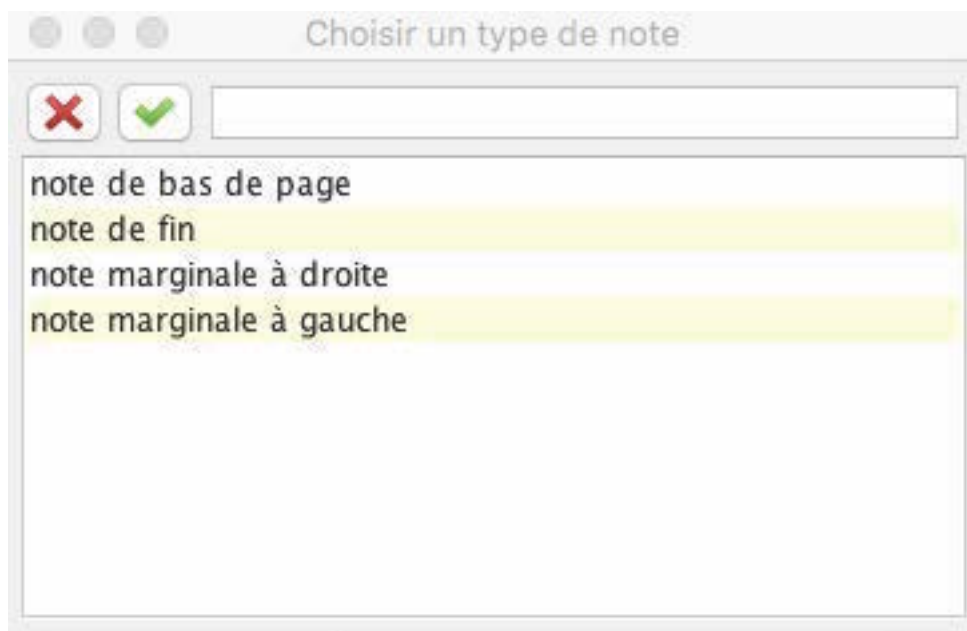 Choisir un type de note
note de bas de page
note de fin
note marginale à droite
note marginale à gauche